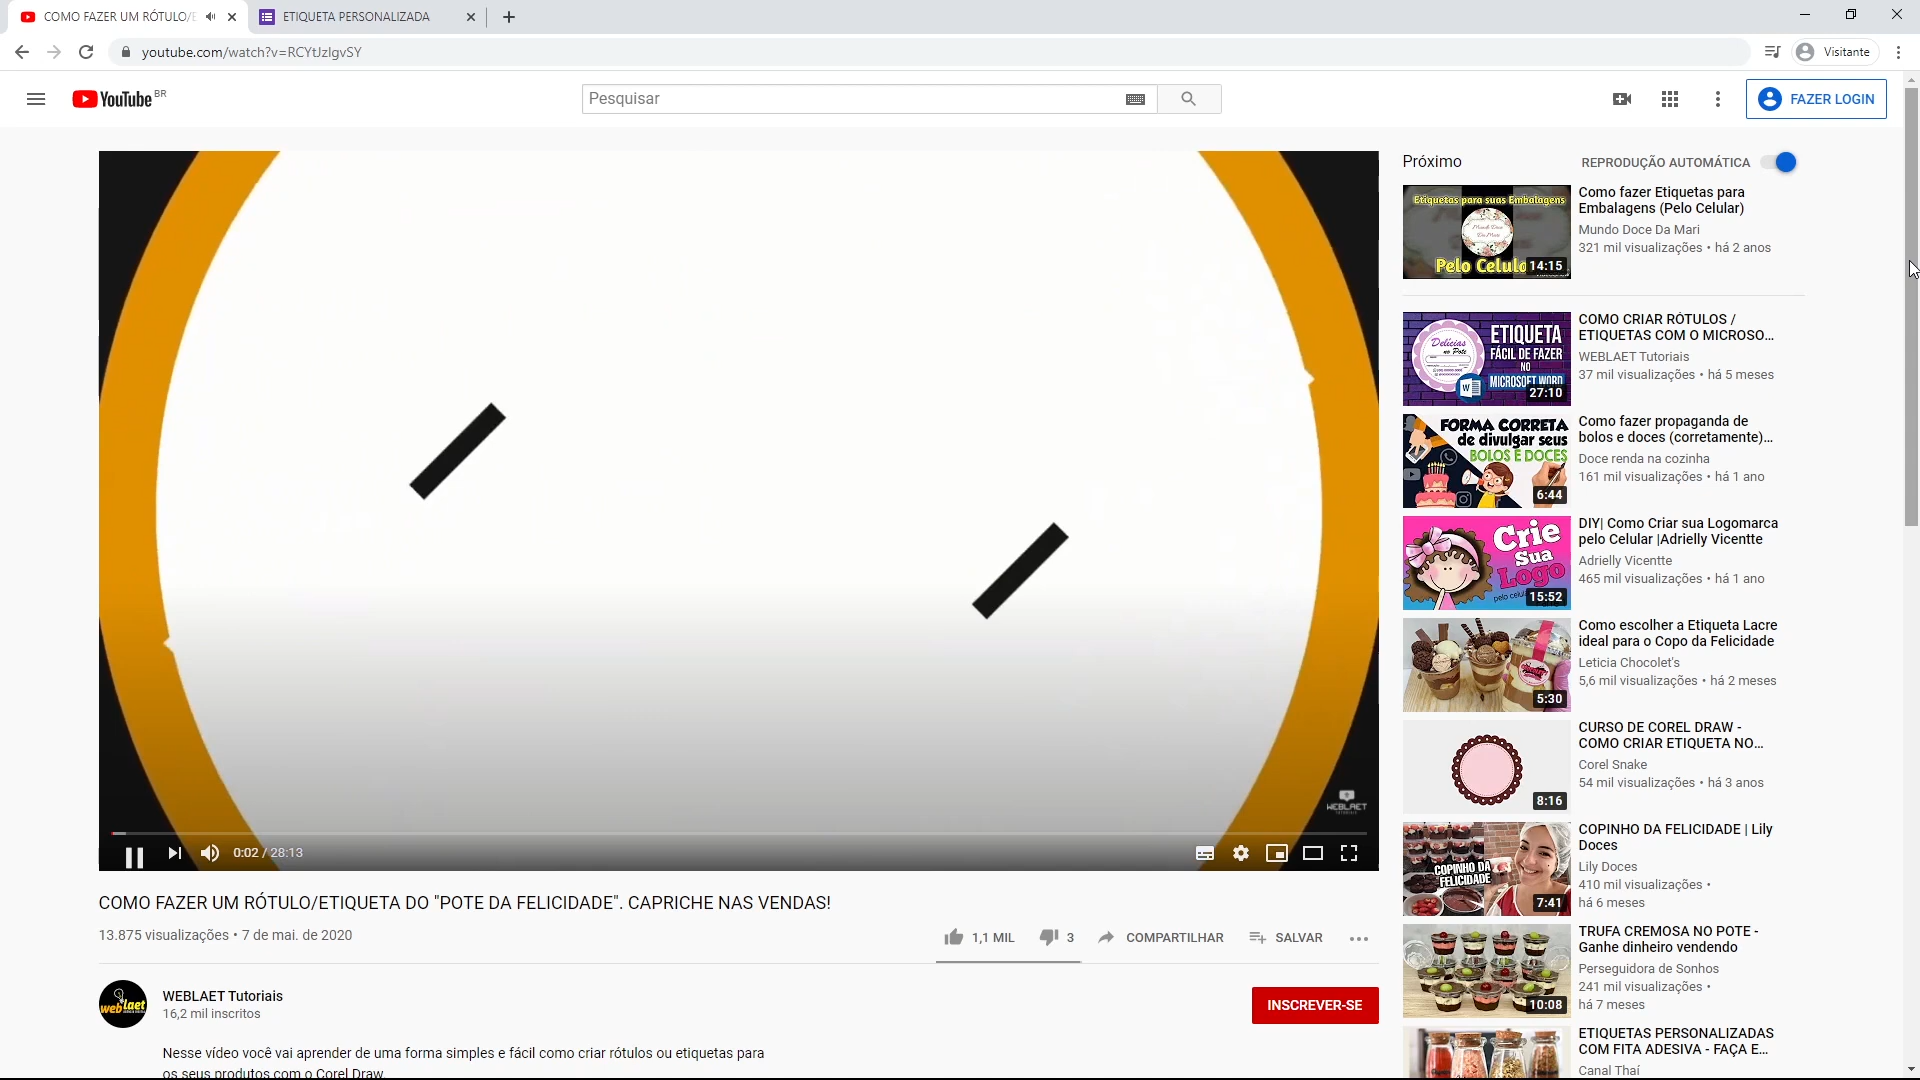 COMO FAZER UM RÓTULO/E
ETIQUETA PERSONALIZADA
youtube.com/watch?v=RCYtJzlgvSY
Visitante
YouTube BR
Pesquisar
FAZER LOGIN
WEBLAET
0:02 / 28:13
COMO FAZER UM RÓTULO/ETIQUETA DO "POTE DA FELICIDADE". CAPRICHE NAS VENDAS!
13.875 visualizações • 7 de mai. de 2020
1,1 MIL
3
COMPARTILHAR
SALVAR
weblaet
WEBLAET Tutoriais
16,2 mil inscritos
INSCREVER-SE
Nesse vídeo você vai aprender de uma forma simples e fácil como criar rótulos ou etiquetas para
os seus produtos com o Corel Draw.
Próximo
REPRODUÇÃO AUTOMÁTICA
Etiquetas para suas Embalagens
Pelo Celula
14:15
Como fazer Etiquetas para
Embalagens (Pelo Celular)
Mundo Doce Da Mari
321 mil visualizações • há 2 anos
Delícias
no Pote
ETIQUETA
FÁCIL DE FAZER
NO
MICROSOFT WORD
27:10
COMO CRIAR RÓTULOS /
ETIQUETAS COM O MICROSO...
WEBLAET Tutoriais
37 mil visualizações • há 5 meses
FORMA CORRETA
de divulgar seus
BOLOS E DOCES
6:44
Como fazer propaganda de
bolos e doces (corretamente)...
Doce renda na cozinha
161 mil visualizações • há 1 ano
Crie
Sua
Logo
15:52
DIY| Como Criar sua Logomarca
pelo Celular |Adrielly Vicentte
Adrielly Vicentte
465 mil visualizações • há 1 ano
5:30
Como escolher a Etiqueta Lacre
ideal para o Copo da Felicidade
Leticia Chocolet's
5,6 mil visualizações • há 2 meses
8:16
CURSO DE COREL DRAW -
COMO CRIAR ETIQUETA NO...
Corel Snake
54 mil visualizações • há 3 anos
COPINHO DA
FELICIDADE
7:41
COPINHO DA FELICIDADE | Lily
Doces
Lily Doces
410 mil visualizações •
há 6 meses
10:08
TRUFA CREMOSA NO POTE -
Ganhe dinheiro vendendo
Perseguidora de Sonhos
241 mil visualizações •
há 7 meses
ETIQUETAS PERSONALIZADAS
COM FITA ADESIVA - FAÇA E...
Canal Thaí